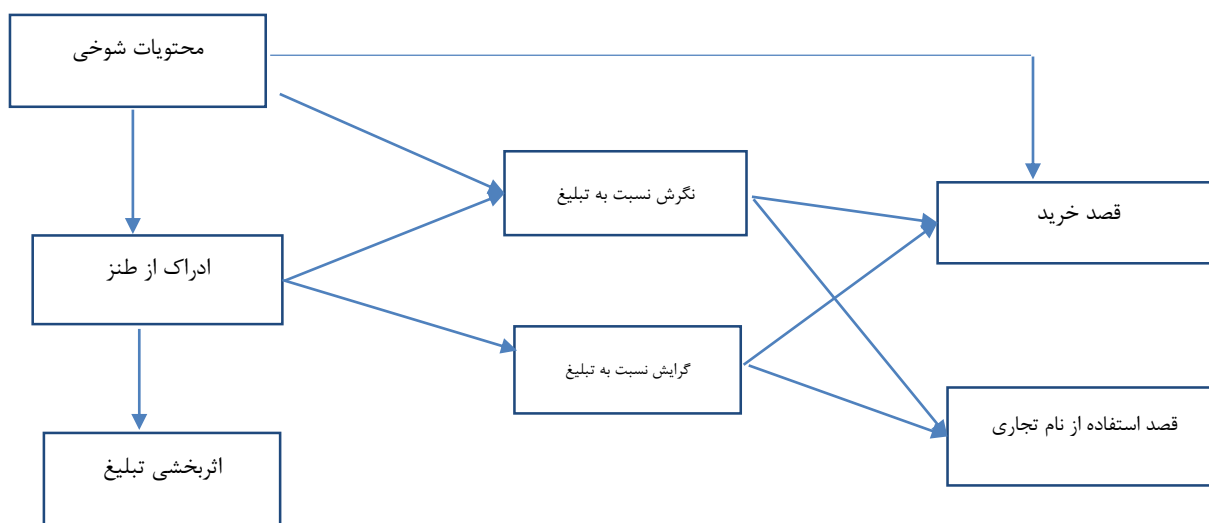 محتویات شوخی
نگرش نسبت به تبلیغ
قصد خرید
ادراک از طنز
گرایش نسبت به تبلیغ
قصد استفاده از نام تجاری
اثربخشی تبلیغ